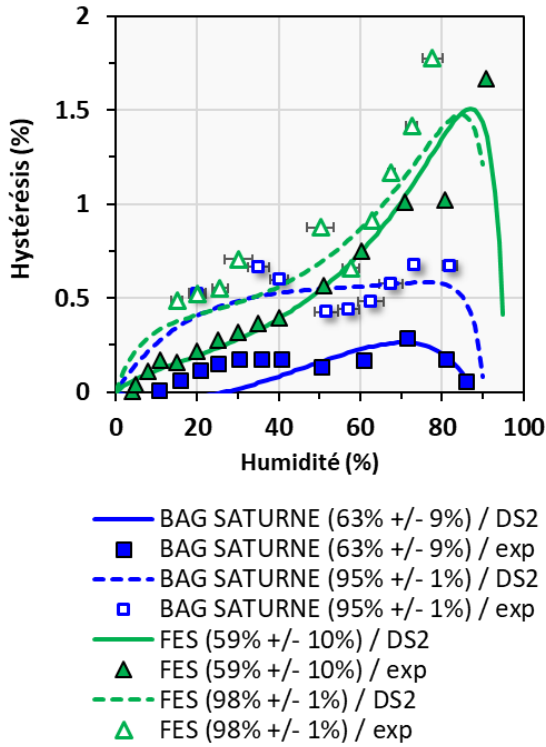 2
1.5
1
0.5
0
Hystérésis (%)
0 20 40 60 80 100
Humidité (%)
BAG SATURNE (63% +/- 9%) / DS2
BAG SATURNE (63% +/- 9%) / exp
BAG SATURNE (95% +/- 1%) / DS2
BAG SATURNE (95% +/- 1%) / exp
FES (59% +/- 10%) / DS2
FES (59% +/- 10%) / exp
FES (98% +/- 1%) / DS2
FES (98% +/- 1%) / exp